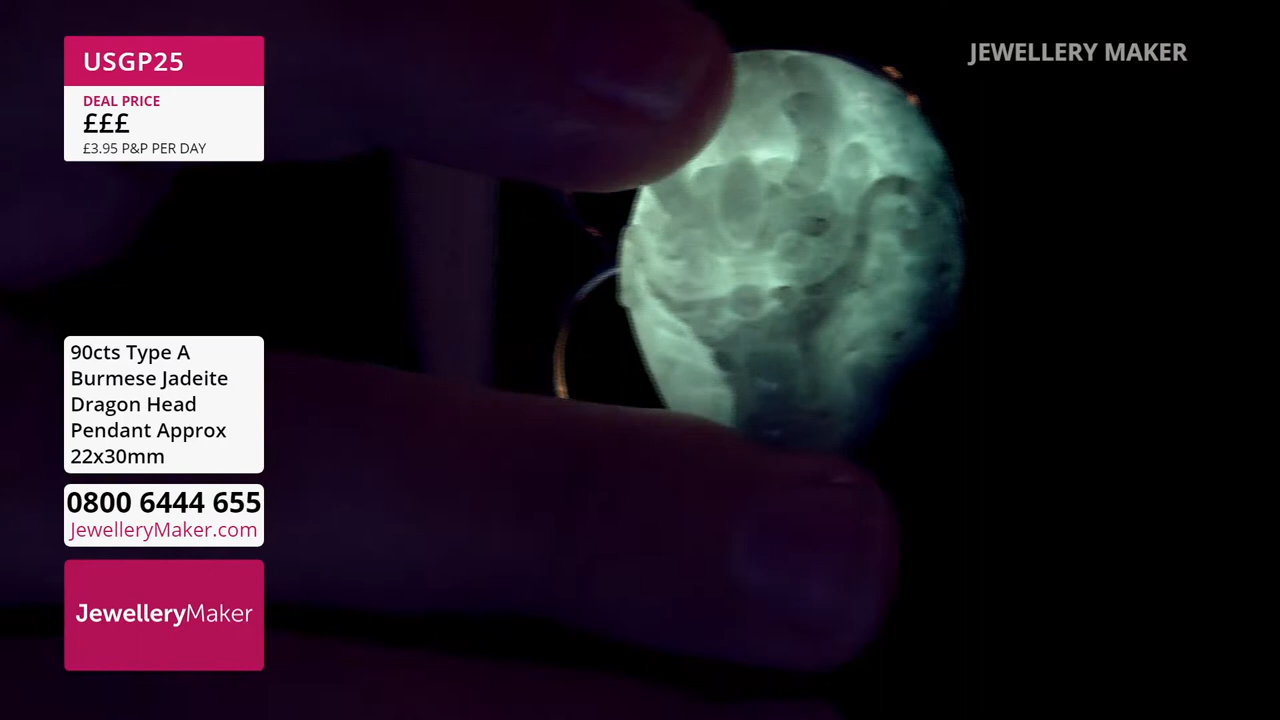 USGP25
DEAL PRICE
£££
£3.95 P&P PER DAY
JEWELLERY MAKER
90cts Type A
Burmese Jadeite
Dragon Head
Pendant Approx
22x30mm
0800 6444 655
JewelleryMaker.com
JewelleryMaker